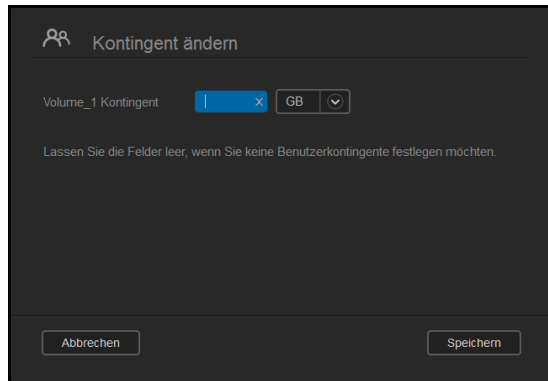 Kontingent ändern
Volume_1 Kontingent
GB
Lassen Sie die Felder leer, wenn Sie keine Benutzerkontingente festlegen möchten.
Abbrechen
Speichern